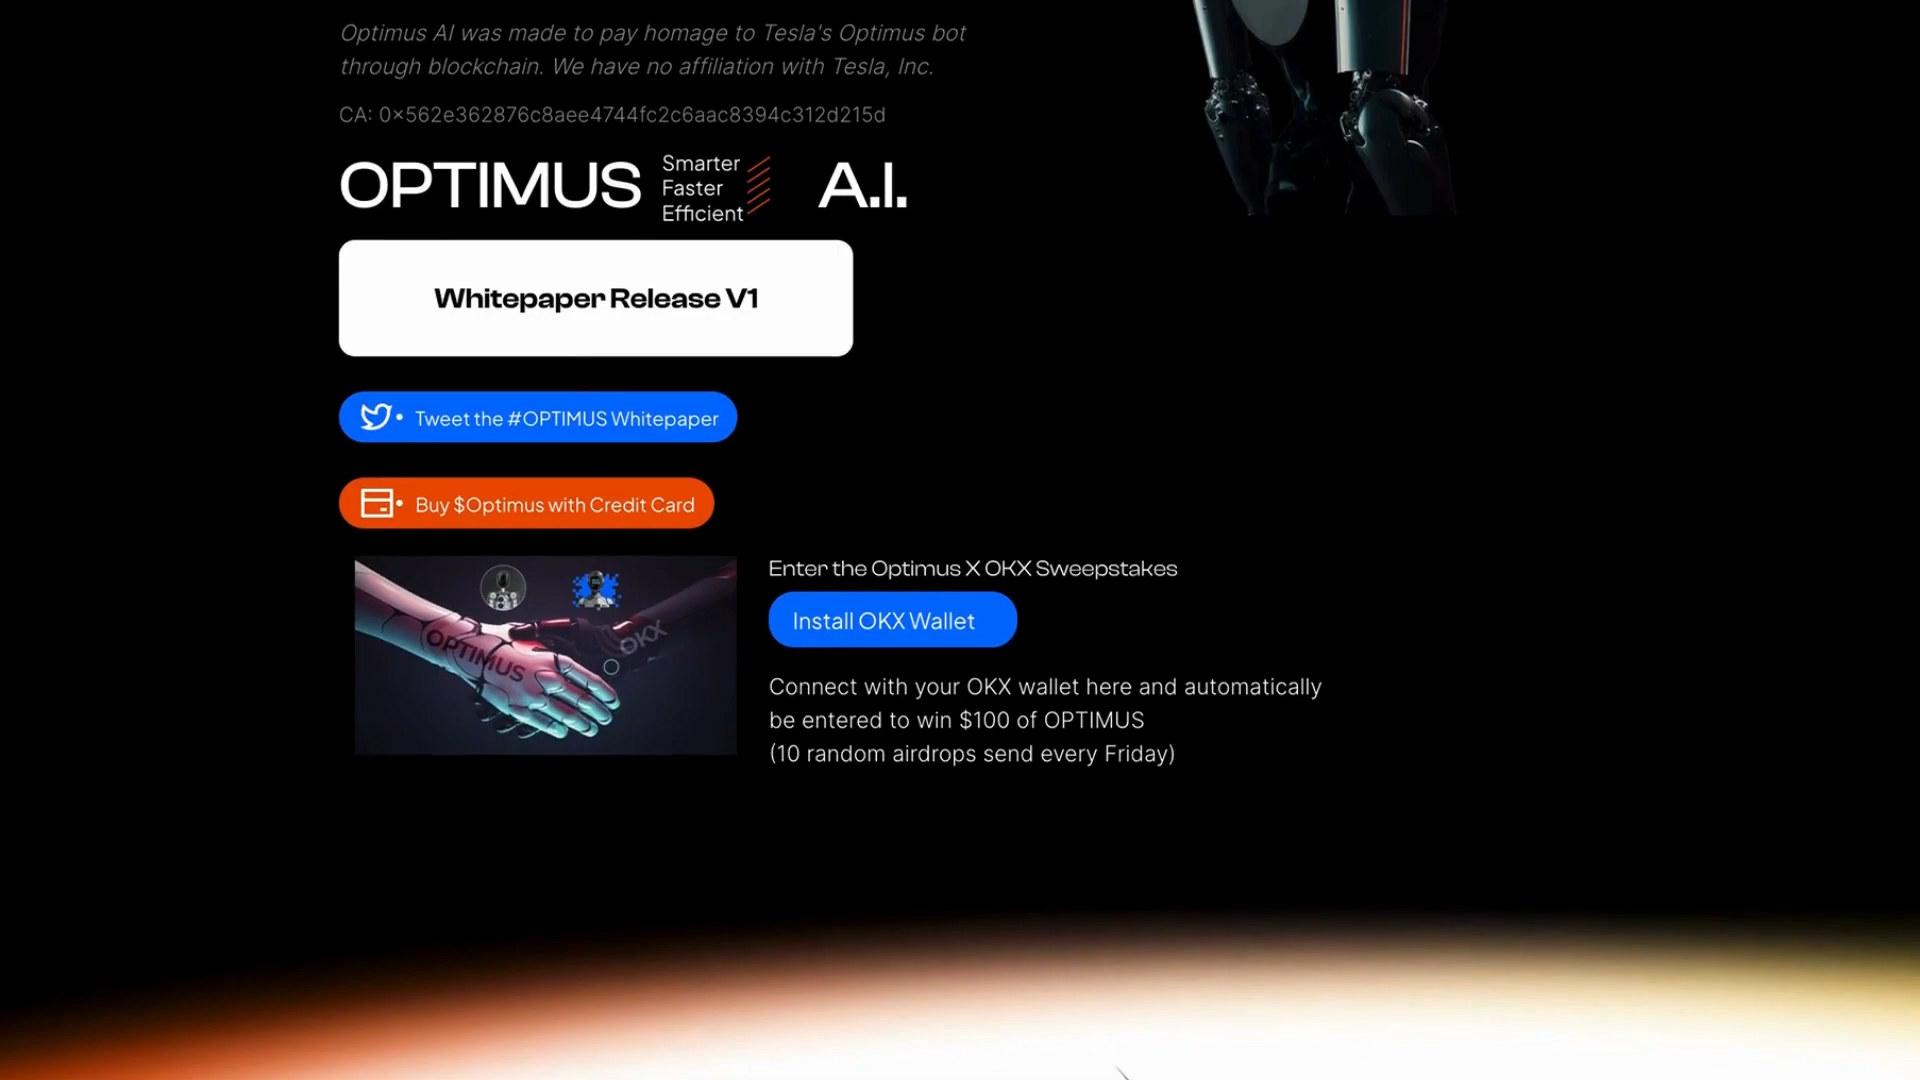 Optimus AI was made to pay homage to Tesla's Optimus bot
through blockchain. We have no affiliation with Tesla, Inc.
CA: 0x562e362876c8aee4744fc2c6aac8394c312d215d
OPTIMUS
Smarter
Faster
Efficient
A.I.
Whitepaper Release V1
Tweet the #OPTIMUS Whitepaper
Buy $Optimus with Credit Card
OPTIMUS
OKX
Enter the Optimus X OKX Sweepstakes
Install OKX Wallet
Connect with your OKX wallet here and automatically
be entered to win $100 of OPTIMUS
(10 random airdrops send every Friday)